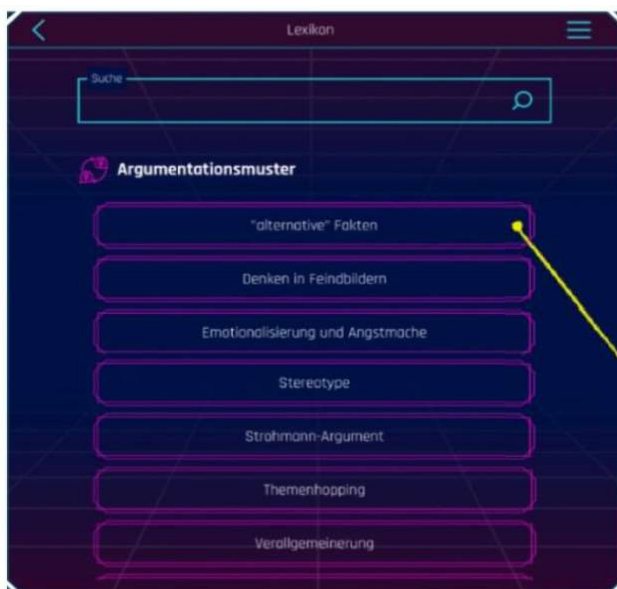 Lexikon
Suche
Argumentationsmuster
"alternative" Fakten
Denken in Feindbildern
Emotionalisierung und Angstmache
Stereotype
Strohmann-Argument
Themenhopping
Verallgemeinerung